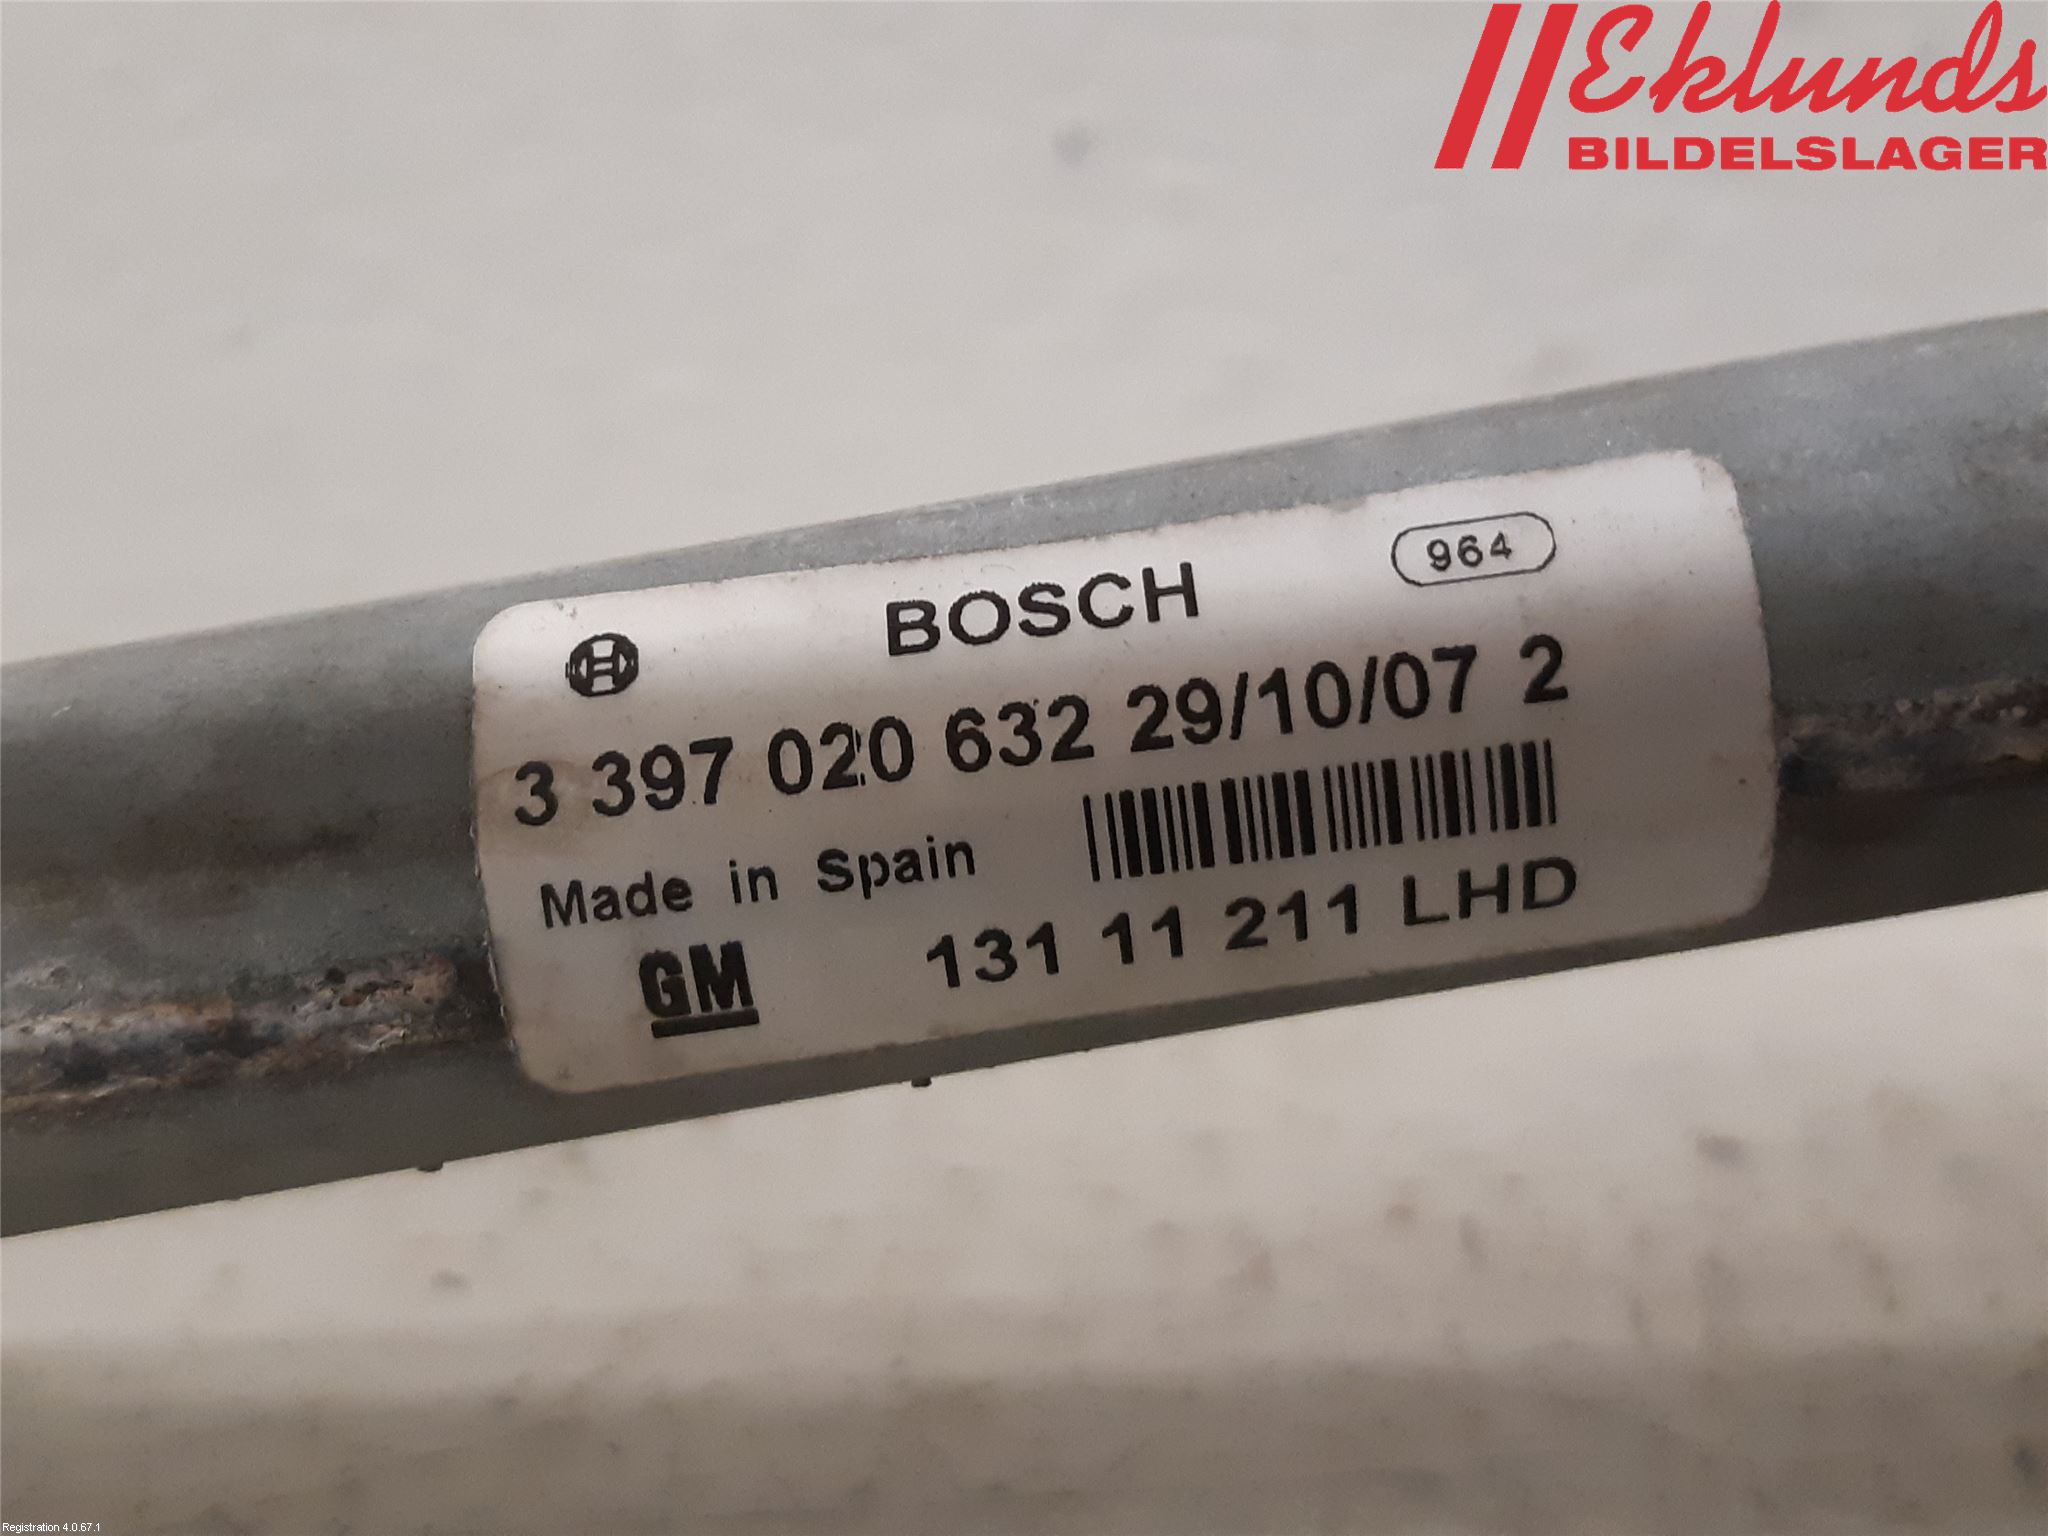 Eklunds
BILDELSLAGER
BOSCH
964
3 397 020 632 29/10/07 2
Made in Spain
GM
131 11 211 LHD
Registration 4.0.67.1